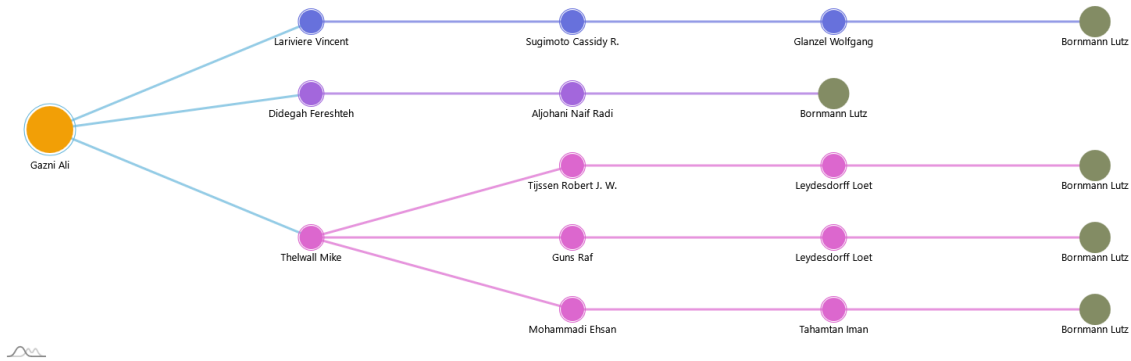 Lariviere Vincent
Sugimoto Cassidy R.
Glanzel Wolfgang
Bornmann Lutz
Didegah Fereshteh
Aljohani Naif Radi
Bornmann Lutz
Gazni Ali
Tijssen Robert J. W.
Leydesdorff Loet
Bornmann Lutz
Thelwall Mike
Guns Raf
Leydesdorff Loet
Bornmann Lutz
Mohammadi Ehsan
Tahamtan Iman
Bornmann Lutz